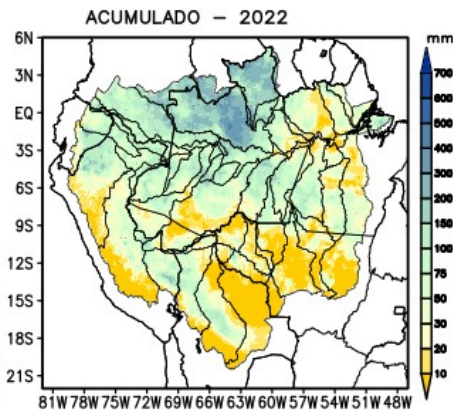 ACUMULADO – 2022
mm
6N
3N
EQ
3S
6S
9S
12S
15S
18S
21S
700
600
500
400
300
200
150
100
75
50
30
20
10
81W 78W 75W 72W 69W 66W 63W 60W 57W 54W 51W 48W